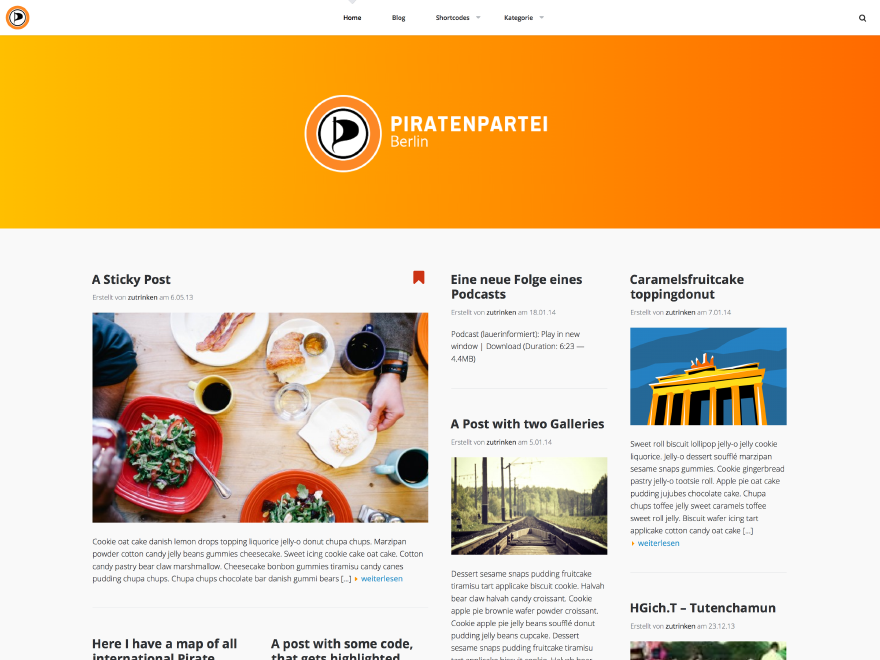 Home Blog Shortcodes Kategorie
PIRATENPARTEI
Berlin
A Sticky Post
Erstellt von zutrinken am 6.05.13
Cookie oat cake danish lemon drops topping liquorice jelly-o donut chupa chups. Marzipan
powder cotton candy jelly beans gummies cheesecake. Sweet icing cookie cake oat cake. Cotton
candy pastry bear claw marshmallow. Cheesecake bonbon gummies tiramisu candy canes
pudding chupa chups. Chupa chups chocolate bar danish gummi bears [...] weiterlesen
Here I have a map of all
international Pirate
A post with some code,
that gets highlighted
Eine neue Folge eines
Podcasts
Erstellt von zutrinken am 18.01.14
Podcast (lauerinformiert): Play in new
window | Download (Duration: 6:23 —
4.4MB)
A Post with two Galleries
Erstellt von zutrinken am 5.01.14
Dessert sesame snaps pudding fruitcake
tiramisu tart applicake biscuit cookie. Halvah
bear claw halvah candy croissant. Cookie
apple pie brownie wafer powder croissant.
Cookie apple pie jelly beans soufflé donut
pudding jelly beans cupcake. Dessert
sesame snaps pudding fruitcake tiramisu
tart applicake biscuit cookie. Halvah bear
Caramelsfruitcake
toppingdonut
Erstellt von zutrinken am 7.01.14
Sweet roll biscuit lollipop jelly-o jelly cookie
liquorice. Jelly-o dessert soufflé marzipan
sesame snaps gummies. Cookie gingerbread
pastry jelly-o tootsie roll. Apple pie oat cake
pudding jujubes chocolate cake. Chupa
chups toffee jelly sweet caramels toffee
sweet roll jelly. Biscuit wafer icing tart
applicake cotton candy oat cake [...]
weiterlesen
HGich.T – Tutenchamun
Erstellt von zutrinken am 23.12.13